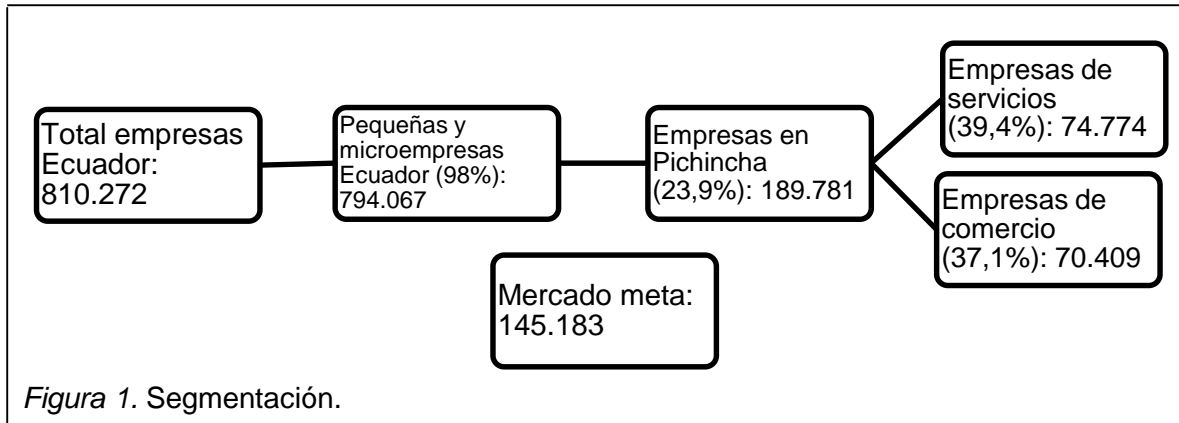 Total empresas
Ecuador:
810.272
Pequeñas y
microempresas
Ecuador (98%):
794.067
Empresas en
Pichincha
(23,9%): 189.781
Empresas de
servicios
(39,4%): 74.774
Empresas de
comercio
(37,1%): 70.409
Mercado meta:
145.183
Figura 1. Segmentación.